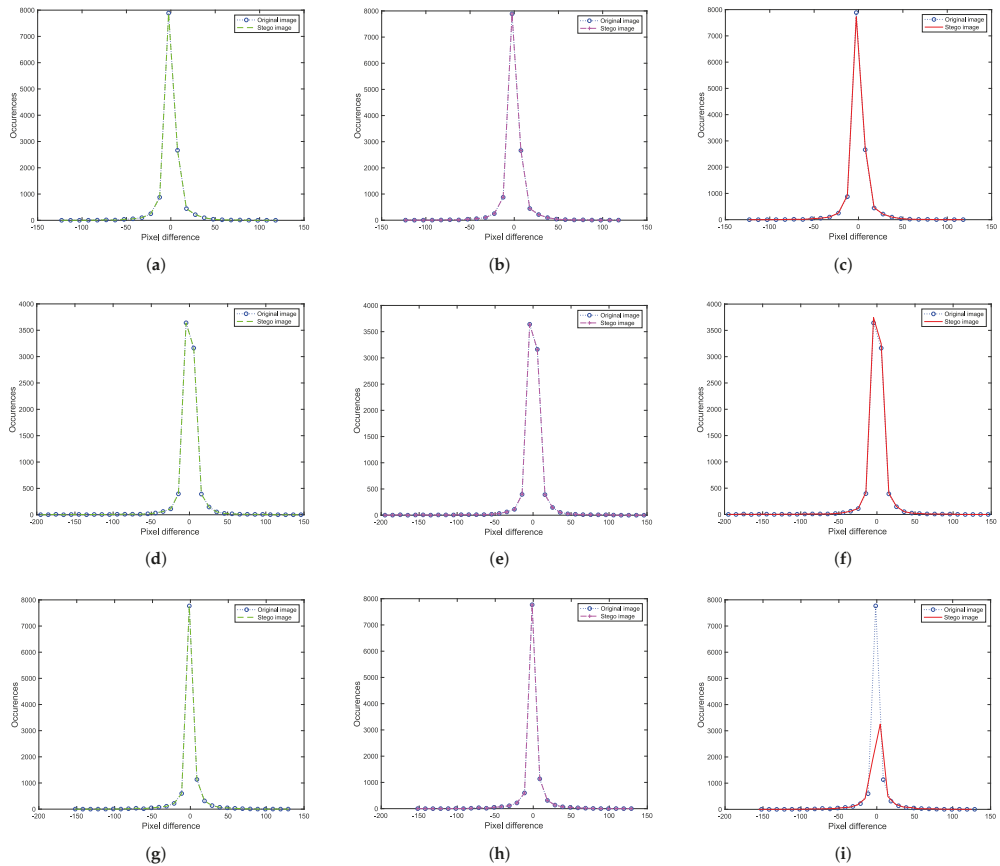 8000
7000
6000
5000
4000
3000
2000
1000
0
Occurences
Original image
Stego image
-150 -100 -50 0 50 100 150
Pixel difference
(a)
8000
7000
6000
5000
4000
3000
2000
1000
0
Occurences
Original image
Stego image
-150 -100 -50 0 50 100 150
Pixel difference
(b)
8000
7000
6000
5000
4000
3000
2000
1000
0
Occurences
Original image
Stego image
-150 -100 -50 0 50 100 150
Pixel difference
(c)
4000
3500
3000
2500
2000
1500
1000
500
0
Occurences
Original image
Stego image
-200 -150 -100 -50 0 50 100 150
Pixel difference
(d)
4000
3500
3000
2500
2000
1500
1000
500
0
Occurences
Original image
Stego image
-200 -150 -100 -50 0 50 100 150
Pixel difference
(e)
4000
3500
3000
2500
2000
1500
1000
500
0
Occurences
Original image
Stego image
-200 -150 -100 -50 0 50 100 150
Pixel difference
(f)
8000
7000
6000
5000
4000
3000
2000
1000
0
Occurences
Original image
Stego image
-200 -150 -100 -50 0 50 100 150
Pixel difference
(g)
8000
7000
6000
5000
4000
3000
2000
1000
0
Occurences
Original image
Stego image
-200 -150 -100 -50 0 50 100 150
Pixel difference
(h)
8000
7000
6000
5000
4000
3000
2000
1000
0
Occurences
Original image
Stego image
-200 -150 -100 -50 0 50 100 150
Pixel difference
(i)